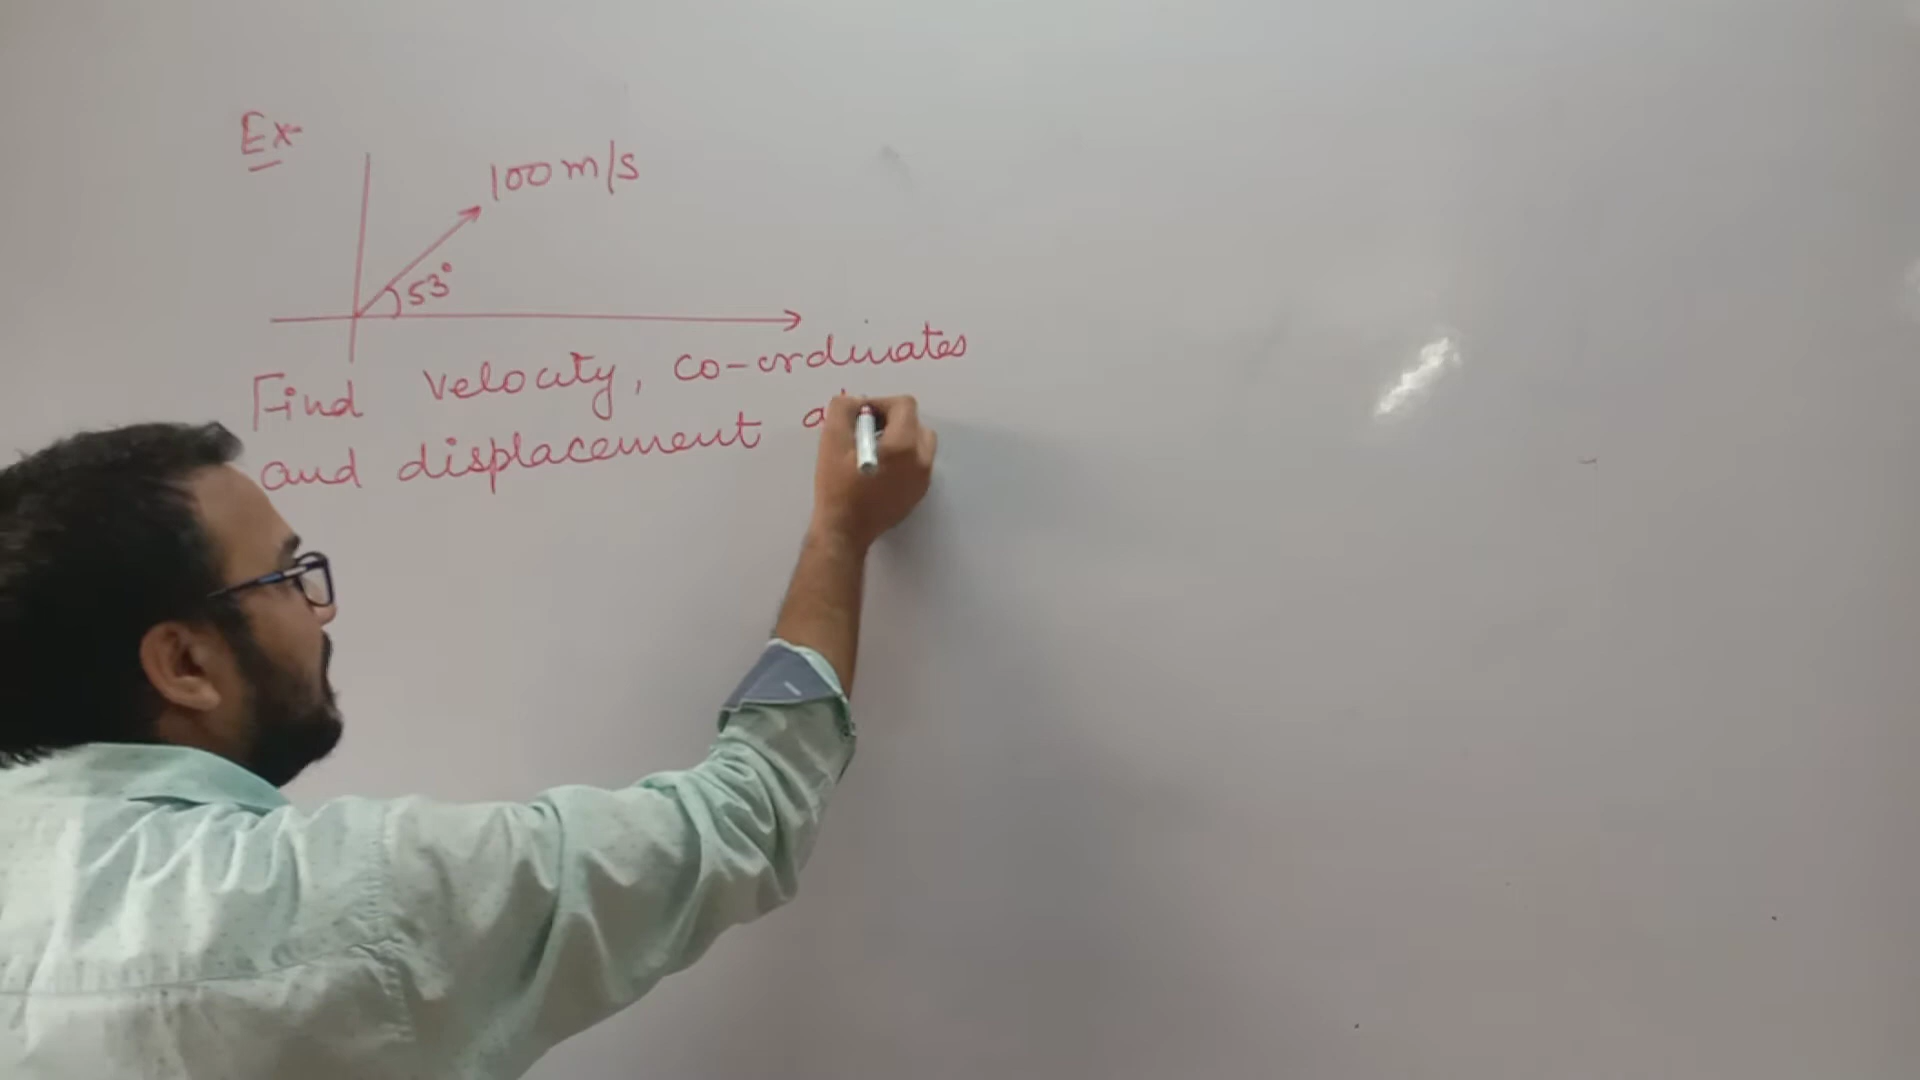 Ex-
100 m/s
53°
Find velocity, co-ordinates
and displacement